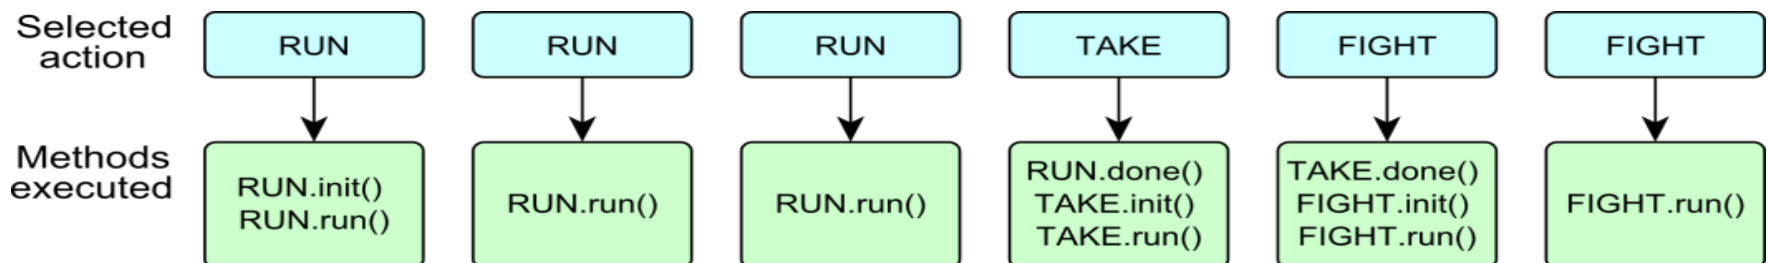 Selected
action
RUN
RUN
RUN
TAKE
FIGHT
FIGHT
Methods
executed
RUN.init()
RUN.run()
RUN.run()
RUN.run()
RUN.done()
TAKE.init()
TAKE.run()
TAKE.done()
FIGHT.init()
FIGHT.run()
FIGHT.run()